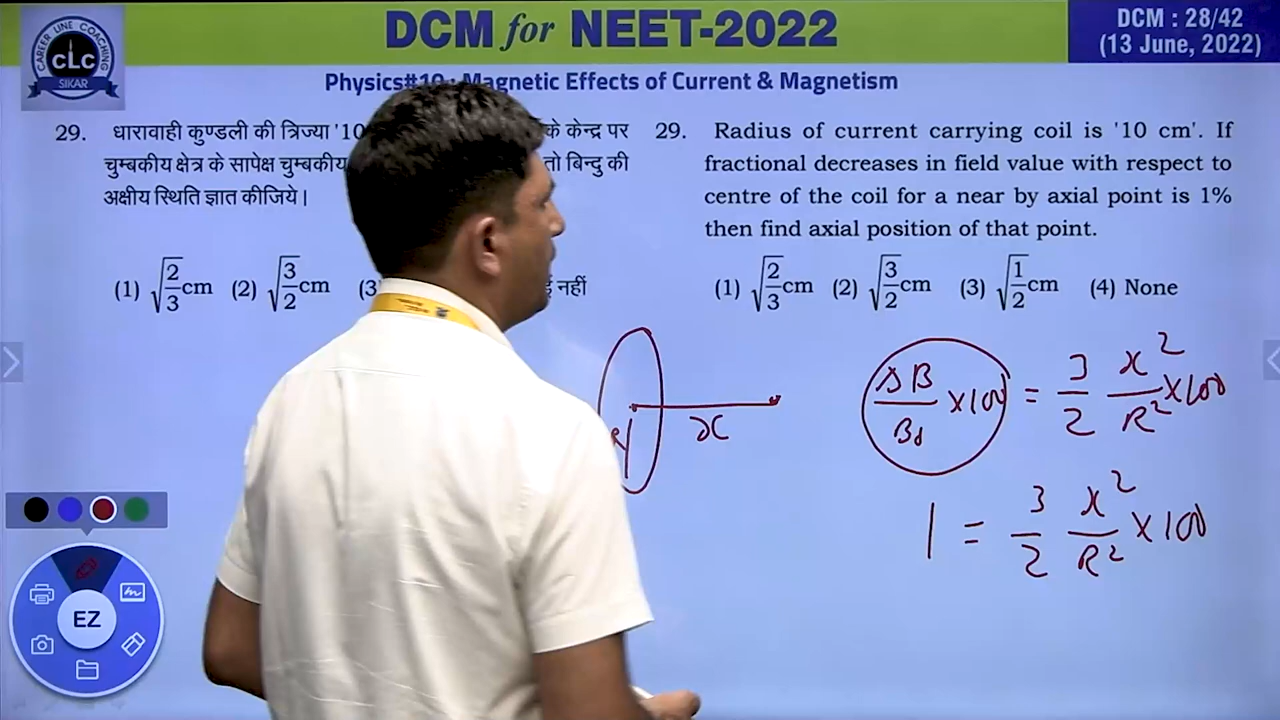 CAREER LINE COACHING
CLC
SIKAR
DCM for NEET-2022
DCM : 28/42
(13 June, 2022)
Physics#10 : Magnetic Effects of Current & Magnetism
29. धारावाही कुण्डली की त्रिज्या '10 के केन्द्र पर
चुम्बकीय क्षेत्र के सापेक्ष चुम्बकीय तो बिन्दु की
अक्षीय स्थिति ज्ञात कीजिये।
(1) √2/3 cm (2) √3/2 cm (3) नहीं
29. Radius of current carrying coil is '10 cm'. If
fractional decreases in field value with respect to
centre of the coil for a near by axial point is 1%
then find axial position of that point.
(1) √2/3 cm (2) √3/2 cm (3) √1/2 cm (4) None
x
ΔB/B₀ ×100 = 3/2 x²/R² ×100
1 = 3/2 x²/R² ×100
EZ